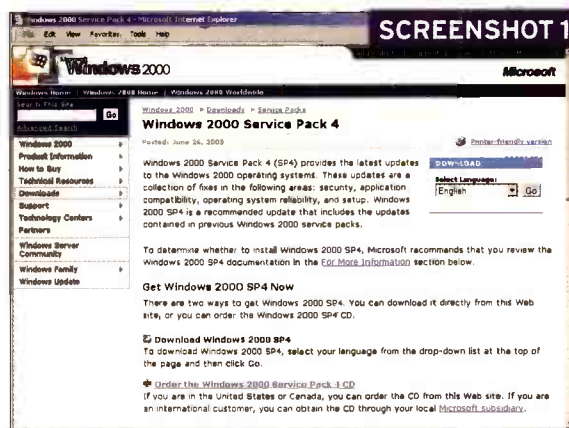 SCREENSHOT 1
Windows 2000 Service Pack 4 - Microsoft Internet Explorer
File Edit View Favorites Tools Help
Microsoft
Windows 2000
Microsoft
Windows Home | Windows 2000 Home | Windows 2000 Worldwide
Search This Site
Go
Advanced Search
Windows 2000
Product Information
How to Buy
Technical Resources
Downloads
Support
Technology Centers
Partners
Windows Server
Community
Windows Family
Windows Update
Windows 2000 > Downloads > Service Packs
Windows 2000 Service Pack 4
Posted: June 26, 2003
Printer-friendly version
Windows 2000 Service Pack 4 (SP4) provides the latest updates
to the Windows 2000 operating systems. These updates are a
collection of fixes in the following areas: security, application
compatibility, operating system reliability, and setup. Windows
2000 SP4 is a recommended update that includes the updates
contained in previous Windows 2000 service packs.
DOWNLOAD
Select Language:
English Go
To determine whether to install Windows 2000 SP4, Microsoft recommends that you review the
Windows 2000 SP4 documentation in the For More Information section below.
Get Windows 2000 SP4 Now
There are two ways to get Windows 2000 SP4. You can download it directly from this Web
site, or you can order the Windows 2000 SP4 CD.
Download Windows 2000 SP4
To download Windows 2000 SP4, select your language from the drop-down list at the top of
the page and then click Go.
Order the Windows 2000 Service Pack 4 CD
If you are in the United States or Canada, you can order the CD from this Web site. If you are
an international customer, you can obtain the CD through your local Microsoft subsidiary.